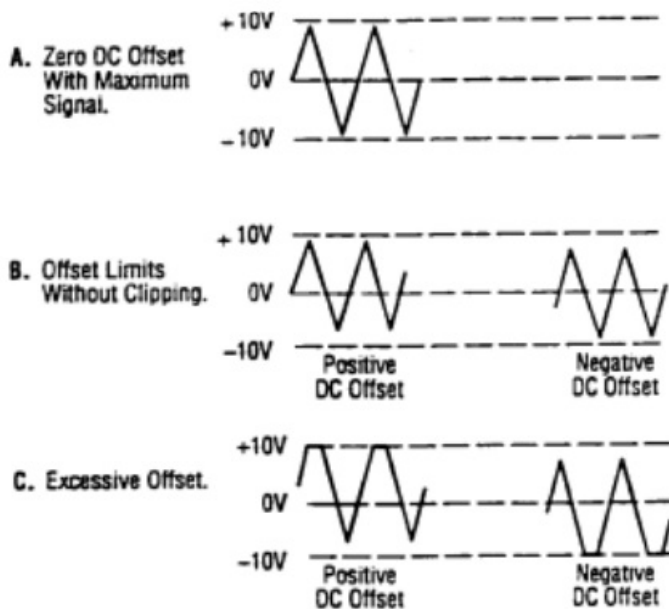 +10V
A. Zero DC Offset
With Maximum
Signal.
0V
-10V
+10V
B. Offset Limits
Without Clipping.
0V
-10V
Positive
DC Offset
Negative
DC Offset
+10V
C. Excessive Offset.
0V
-10V
Positive
DC Offset
Negative
DC Offset